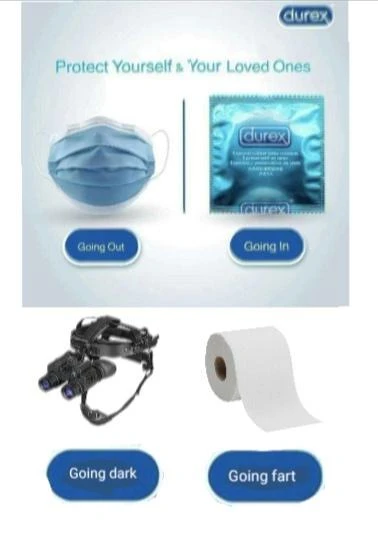 durex
Protect Yourself & Your Loved Ones
durex
durex
Going Out
Going In
Going dark
Going fart